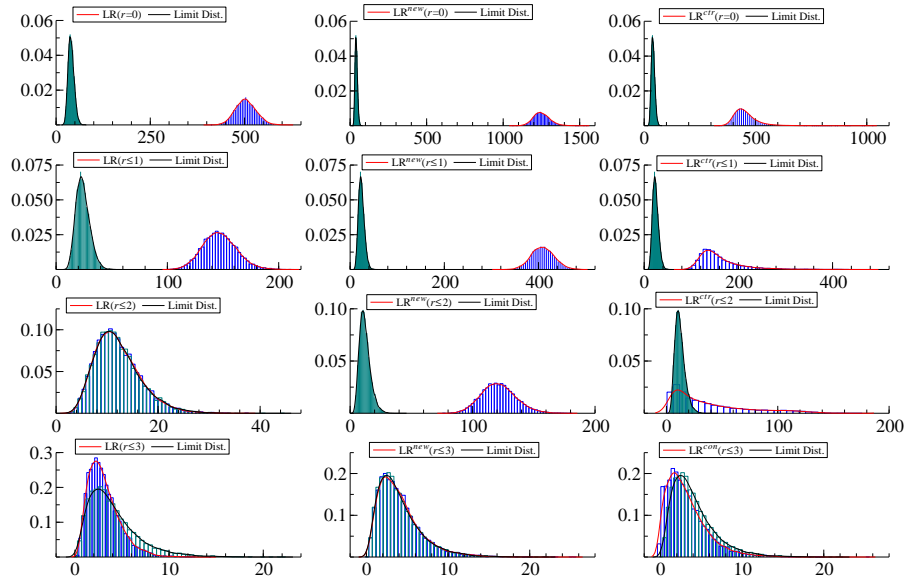 LR(r=0) Limit Dist.
LR^new(r=0) Limit Dist.
LR^ctr(r=0) Limit Dist.
0.06 0.04 0.02
0.06 0.04 0.02
0.06 0.04 0.02
0 250 500
0 500 1000 1500
0 500 1000
LR(r≤1) Limit Dist.
LR^new(r≤1) Limit Dist.
LR^ctr(r≤1) Limit Dist.
0.075 0.050 0.025
0.075 0.050 0.025
0.075 0.050 0.025
0 100 200
0 200 400
0 200 400
LR(r≤2) Limit Dist.
LR^new(r≤2) Limit Dist.
LR^ctr(r≤2 Limit Dist.
0.10 0.05
0.10 0.05
0.10 0.05
0 20 40
0 100 200
0 100 200
LR(r≤3) Limit Dist.
LR^new(r≤3) Limit Dist.
LR^con(r≤3) Limit Dist.
0.3 0.2 0.1
0.2 0.1
0.2 0.1
0 10 20
0 10 20
0 10 20